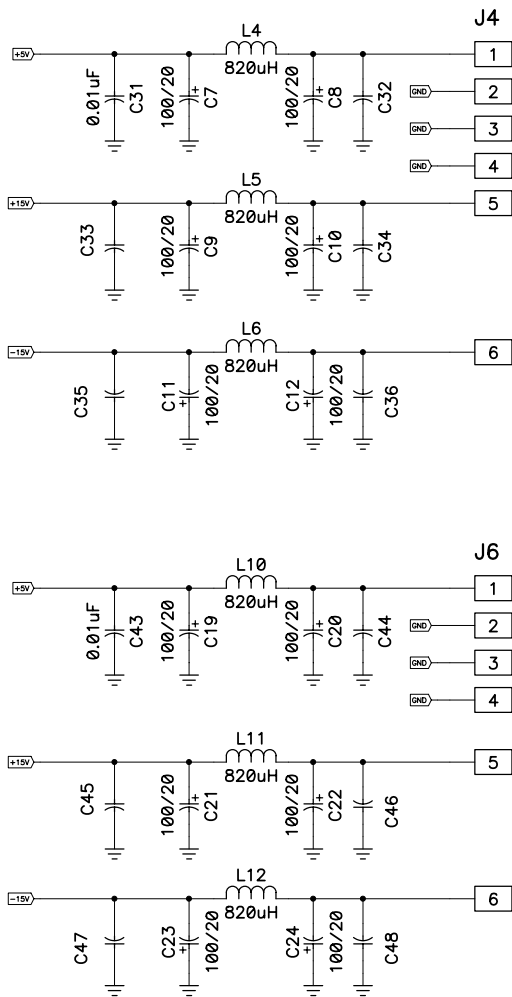 J4
L4
+5V
1
820uH
0.01uF
C31
100/20
+
C7
100/20
+
C8
C32
GND
2
GND
3
GND
4
L5
+15V
5
820uH
C33
100/20
+
C9
100/20
+
C10
C34
L6
-15V
6
820uH
C35
C11
+
100/20
C12
+
100/20
C36
J6
L10
+5V
1
820uH
0.01uF
C43
100/20
+
C19
100/20
+
C20
C44
GND
2
GND
3
GND
4
L11
+15V
5
820uH
C45
100/20
+
C21
100/20
+
C22
C46
L12
-15V
6
820uH
C47
C23
+
100/20
C24
+
100/20
C48